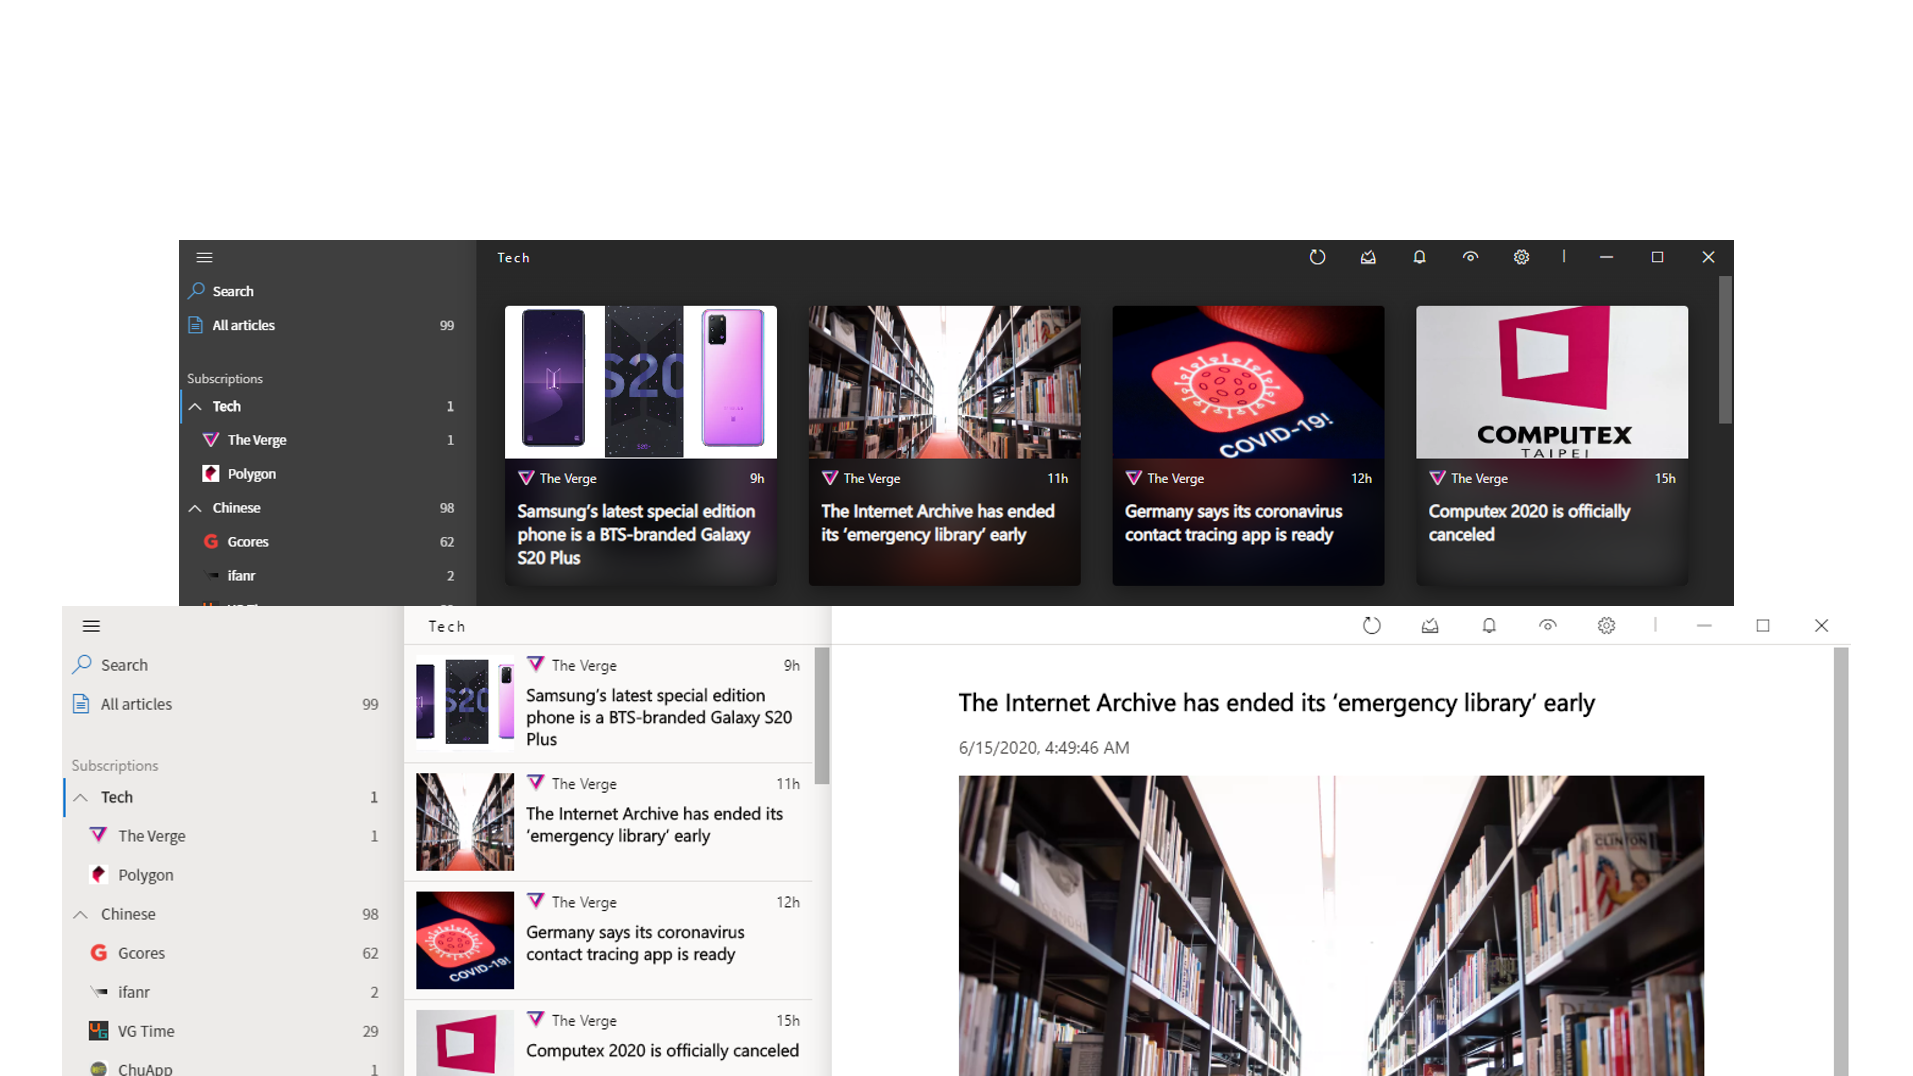 Tech
Search
All articles 99
Subscriptions
Tech 1
The Verge 1
Polygon
Chinese 98
Gcores 62
ifanr 2
S20
The Verge 9h
Samsung’s latest special edition
phone is a BTS-branded Galaxy
S20 Plus
The Verge 11h
The Internet Archive has ended
its ‘emergency library’ early
COVID-19!
The Verge 12h
Germany says its coronavirus
contact tracing app is ready
COMPUTEX
TAIPEI
The Verge 15h
Computex 2020 is officially
canceled
Search
All articles 99
Subscriptions
Tech 1
The Verge 1
Polygon
Chinese 98
Gcores 62
ifanr 2
VG Time 29
ChuApp 1
Tech
S20
The Verge 9h
Samsung’s latest special edition
phone is a BTS-branded Galaxy S20
Plus
The Verge 11h
The Internet Archive has ended its
‘emergency library’ early
COVID-19!
The Verge 12h
Germany says its coronavirus
contact tracing app is ready
The Verge 15h
Computex 2020 is officially canceled
The Internet Archive has ended its ‘emergency library’ early
6/15/2020, 4:49:46 AM
CLINTON